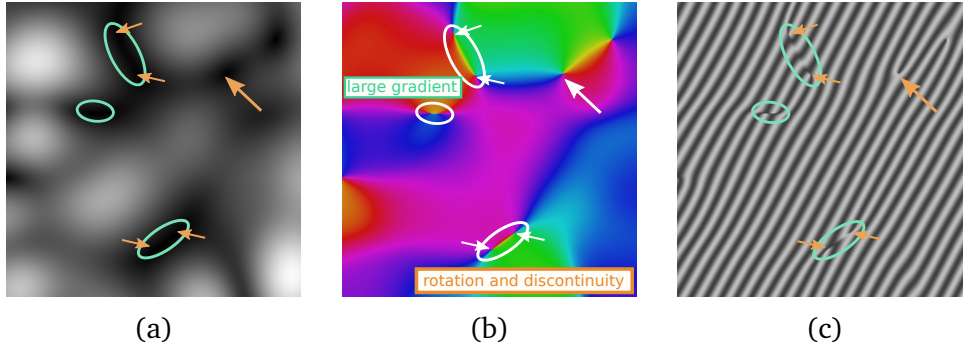 large gradient
rotation and discontinuity
(a)
(b)
(c)